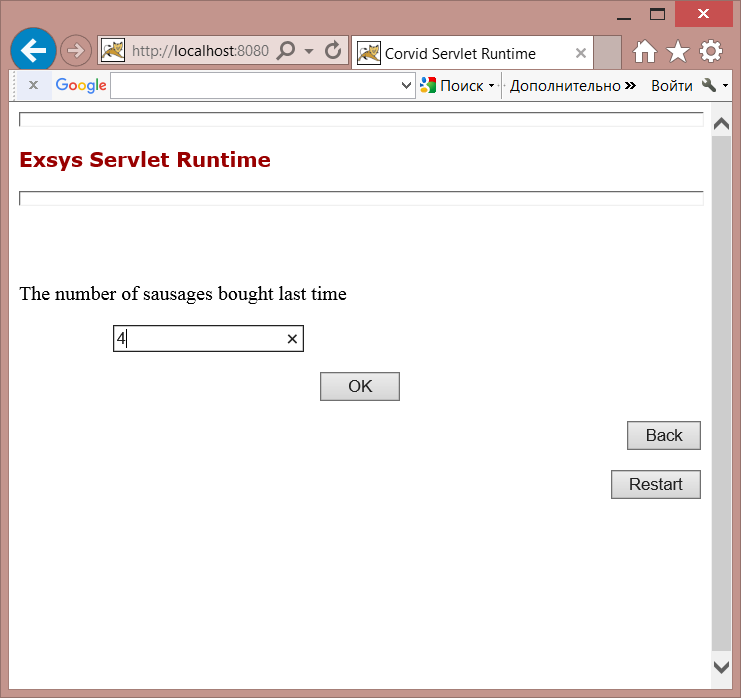 http://localhost:8080
Corvid Servlet Runtime
x Google Поиск Дополнительно » Войти
Exsys Servlet Runtime
The number of sausages bought last time
4
OK
Back
Restart